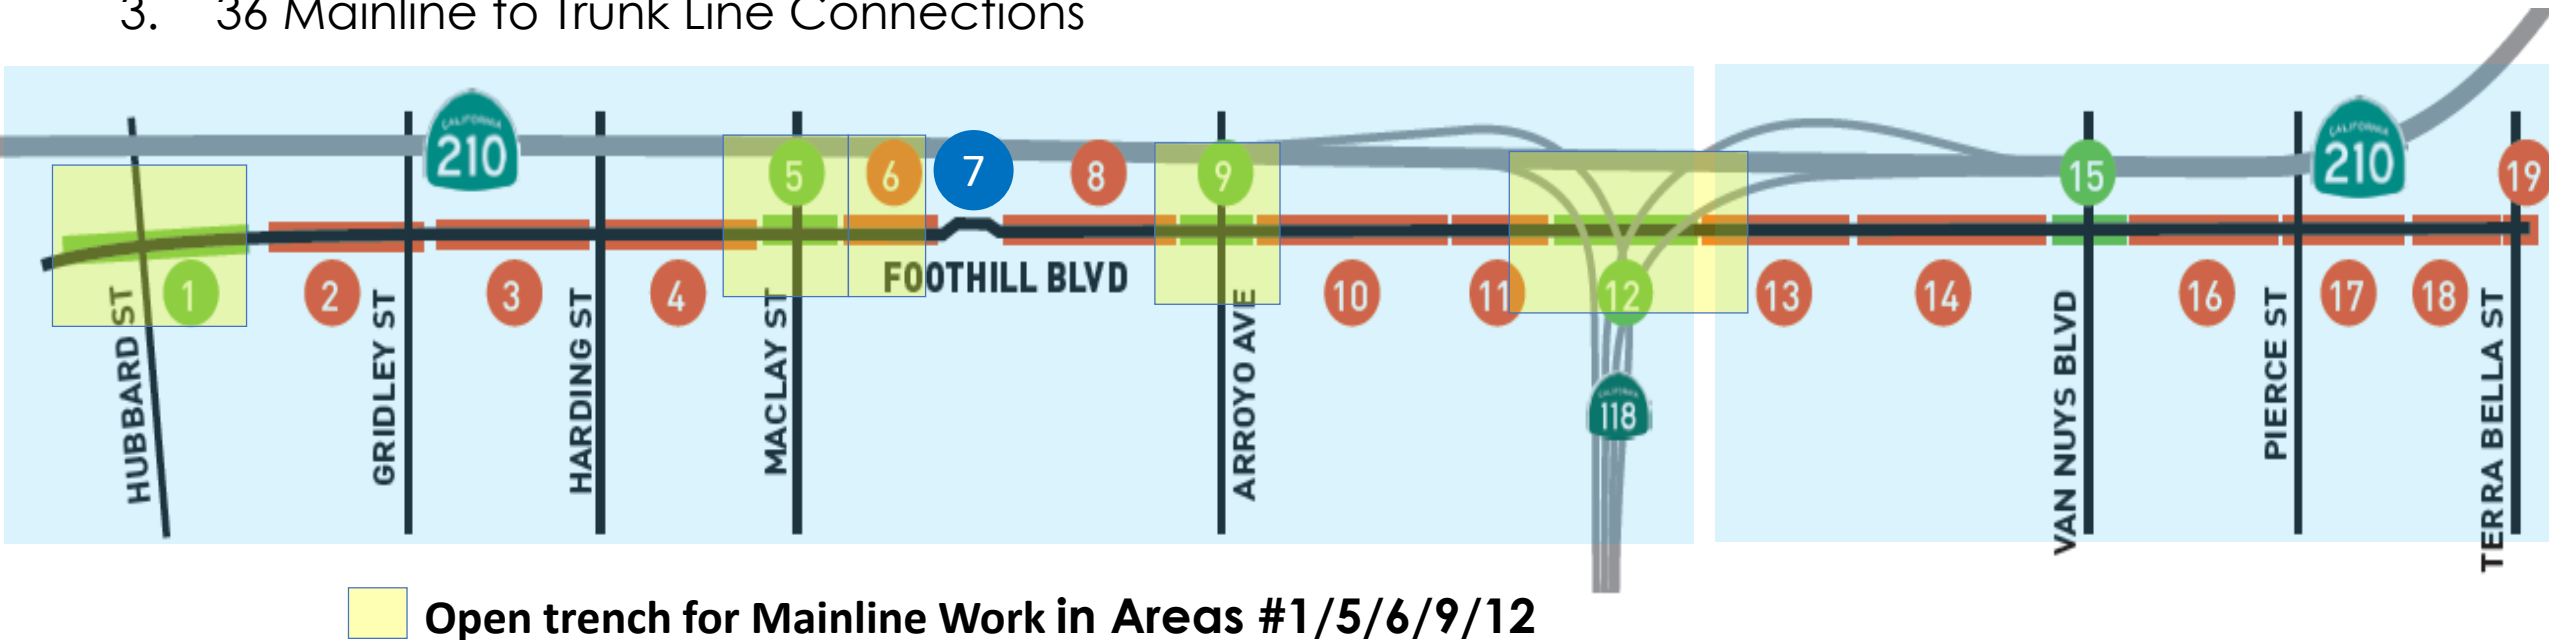 3. 36 Mainline to Trunk Line Connections
CALIFORNIA
210
CALIFORNIA
210
5
6
7
8
9
15
19
FOOTHILL BLVD
1
2
3
4
10
11
12
13
14
16
17
18
HUBBARD ST
GRIDLEY ST
HARDING ST
MACLAY ST
ARROYO AVE
CALIFORNIA
118
VAN NUYS BLVD
PIERCE ST
TERRA BELLA ST
Open trench for Mainline Work in Areas #1/5/6/9/12